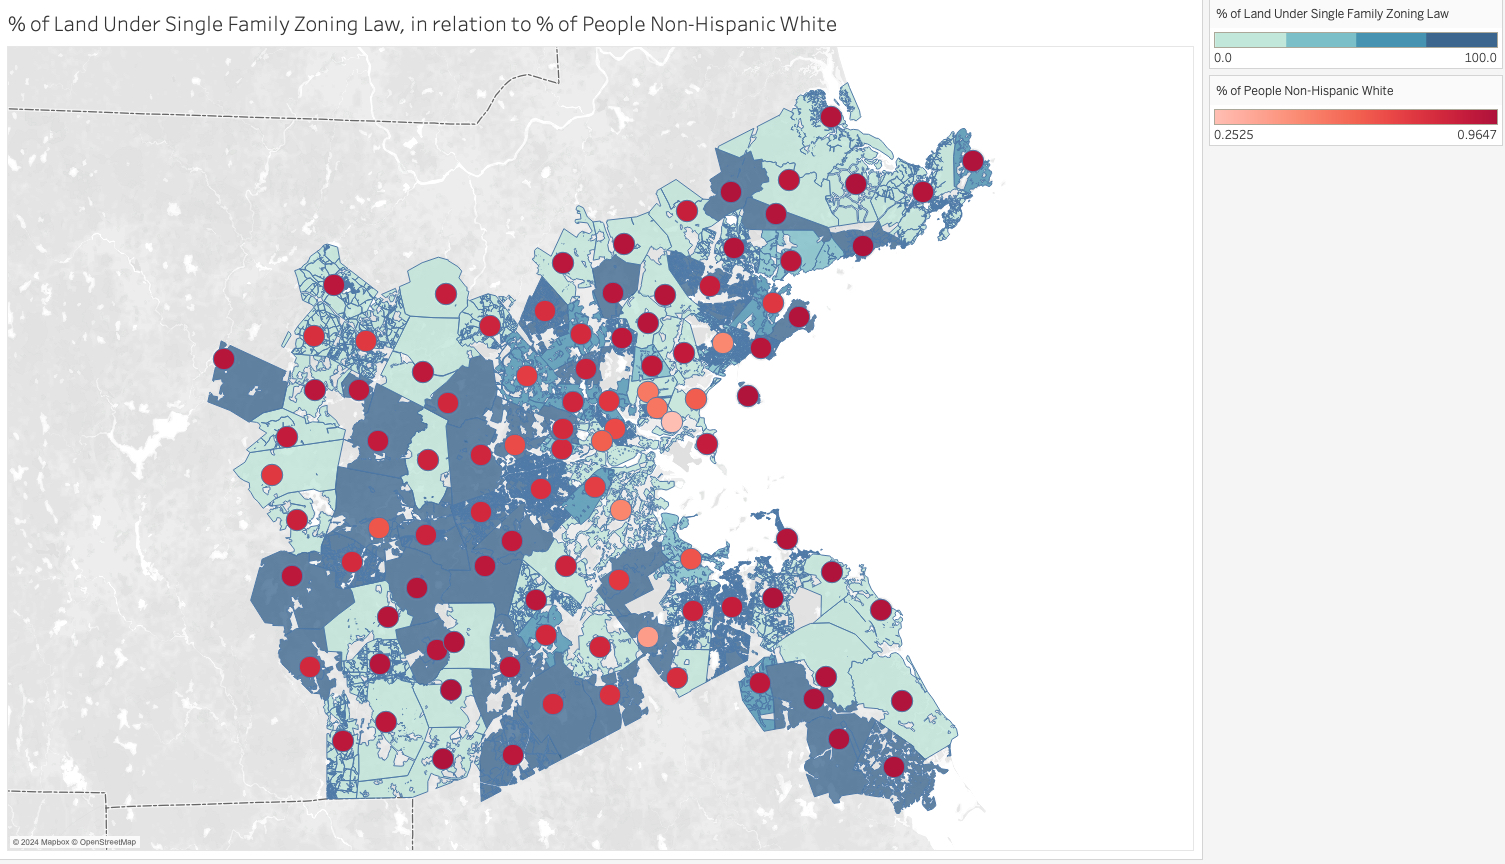 % of Land Under Single Family Zoning Law, in relation to % of People Non-Hispanic White
% of Land Under Single Family Zoning Law
0.0 100.0
% of People Non-Hispanic White
0.2525 0.9647
© 2024 Mapbox © OpenStreetMap